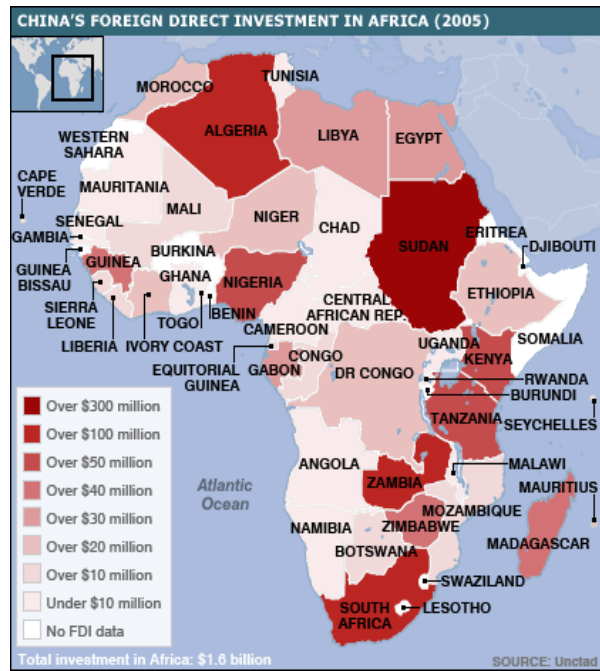 CHINA'S FOREIGN DIRECT INVESTMENT IN AFRICA (2005)
TUNISIA
MOROCCO
ALGERIA
LIBYA
EGYPT
WESTERN
SAHARA
CAPE
VERDE
MAURITANIA
MALI
NIGER
CHAD
SUDAN
ERITREA
DJIBOUTI
SENEGAL
GAMBIA
GUINEA
BISSAU
GUINEA
BURKINA
GHANA
NIGERIA
ETHIOPIA
SIERRA
LEONE
LIBERIA
IVORY COAST
TOGO
BENIN
CENTRAL
AFRICAN REP.
CAMEROON
UGANDA
KENYA
SOMALIA
EQUITORIAL
GUINEA
GABON
CONGO
DR CONGO
RWANDA
BURUNDI
TANZANIA
SEYCHELLES
Over $300 million
Over $100 million
Over $50 million
Over $40 million
Over $30 million
Over $20 million
Over $10 million
Under $10 million
No FDI data
Atlantic
Ocean
ANGOLA
ZAMBIA
MALAWI
MAURITIUS
MOZAMBIQUE
ZIMBABWE
NAMIBIA
BOTSWANA
MADAGASCAR
SWAZILAND
SOUTH
AFRICA
LESOTHO
Total investment in Africa: $1.6 billion
SOURCE: Unctad